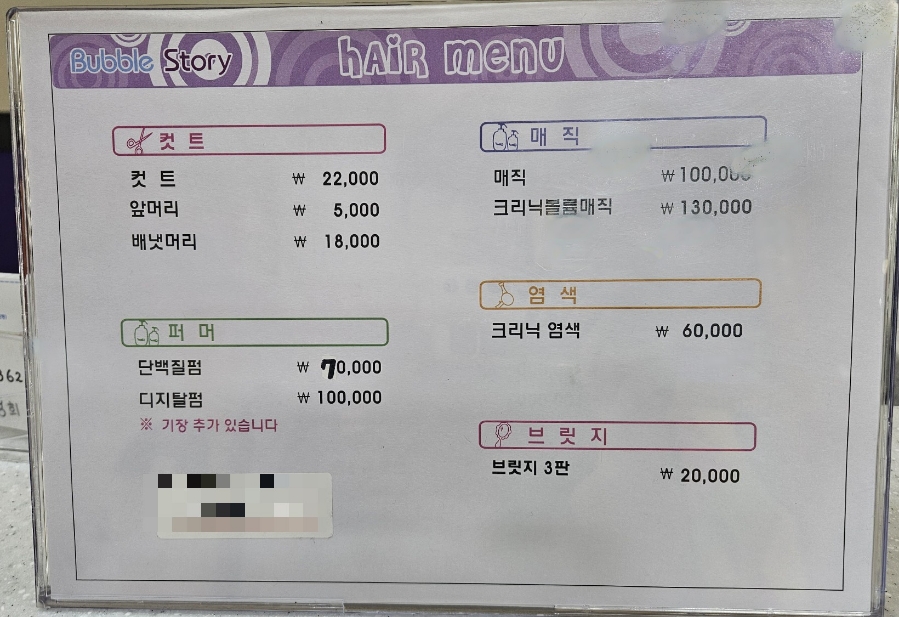 Bubble Story
hAiR menu
컷 트
컷 트 ₩ 22,000
앞머리 ₩ 5,000
배냇머리 ₩ 18,000
퍼 머
단백질펌 ₩ 70,000
디지탈펌 ₩ 100,000
※ 기장 추가 있습니다
매 직
매직 ₩ 100,000
크리닉볼륨매직 ₩ 130,000
염 색
크리닉 염색 ₩ 60,000
브 릿 지
브릿지 3판 ₩ 20,000